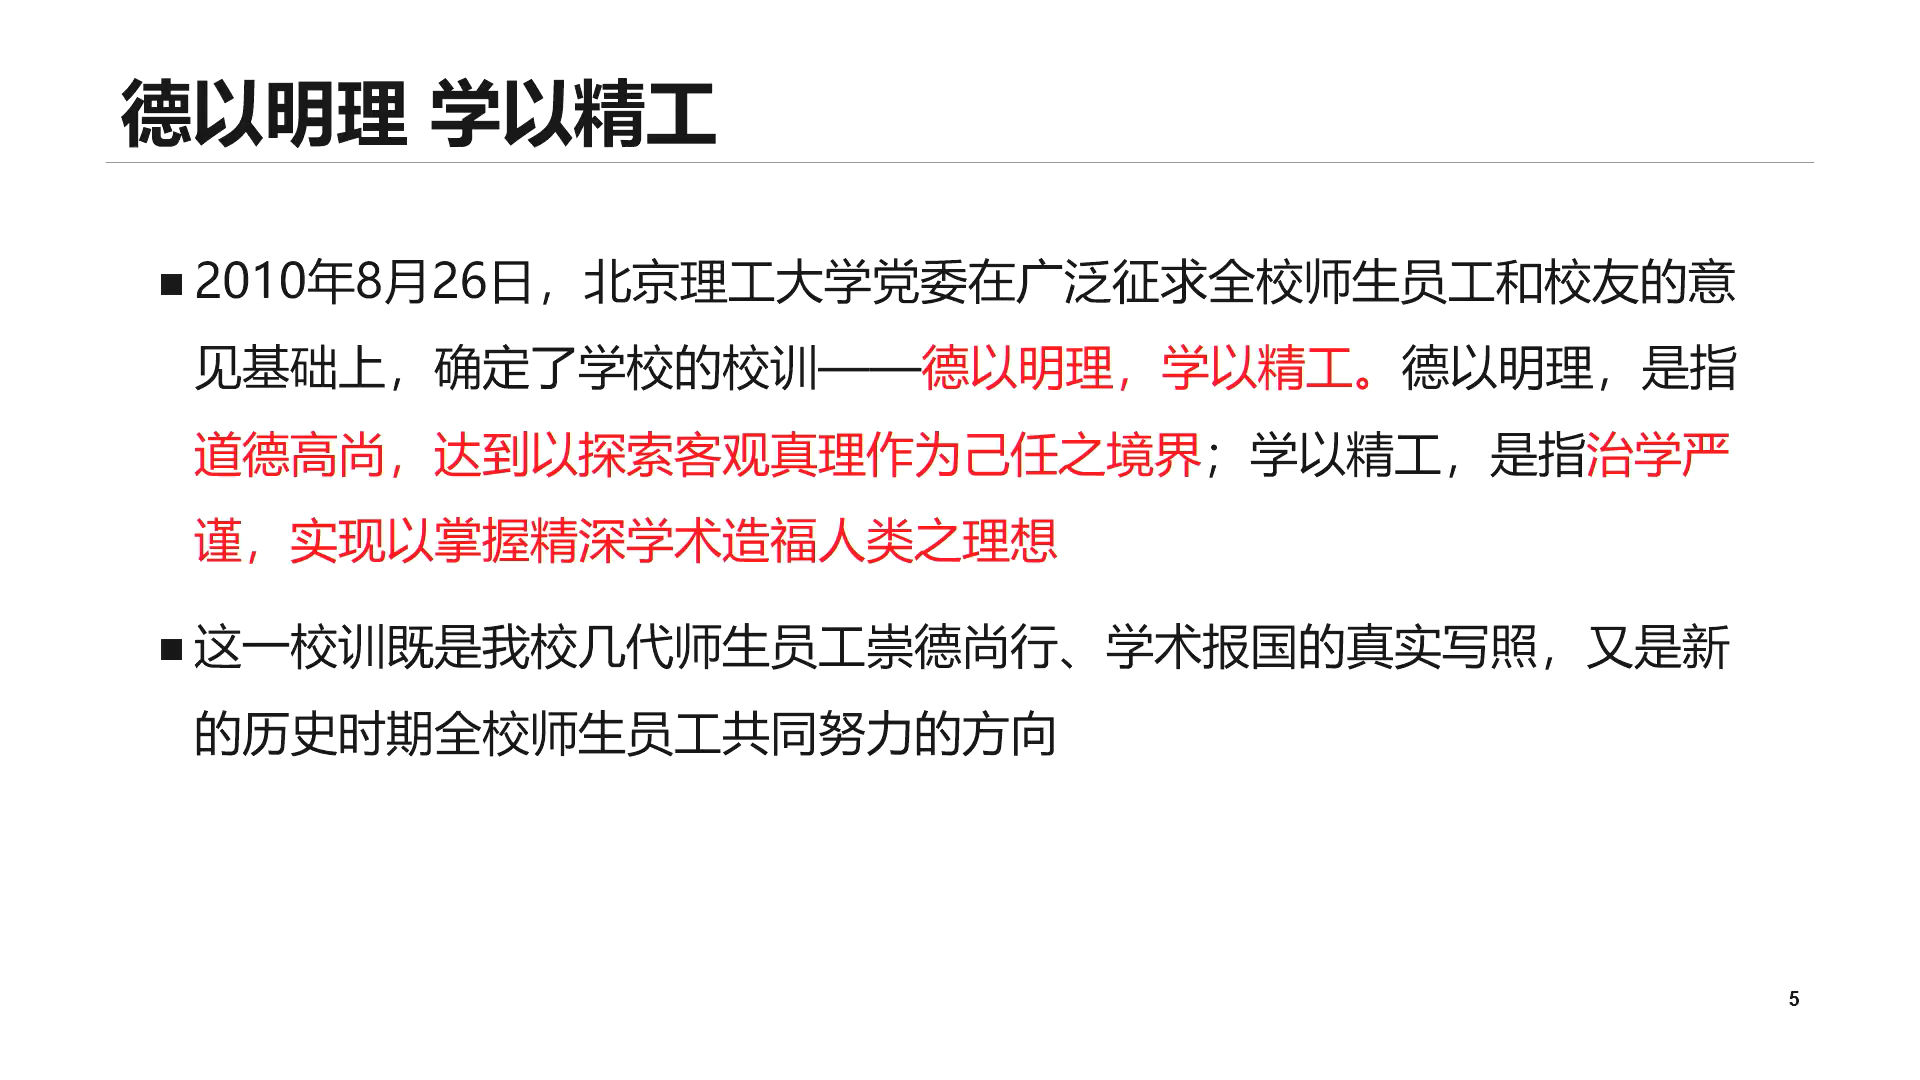 德以明理 学以精工
■2010年8月26日，北京理工大学党委在广泛征求全校师生员工和校友的意
见基础上，确定了学校的校训——德以明理，学以精工。德以明理，是指
道德高尚，达到以探索客观真理作为己任之境界；学以精工，是指治学严
谨，实现以掌握精深学术造福人类之理想
■这一校训既是我校几代师生员工崇德尚行、学术报国的真实写照，又是新
的历史时期全校师生员工共同努力的方向
5